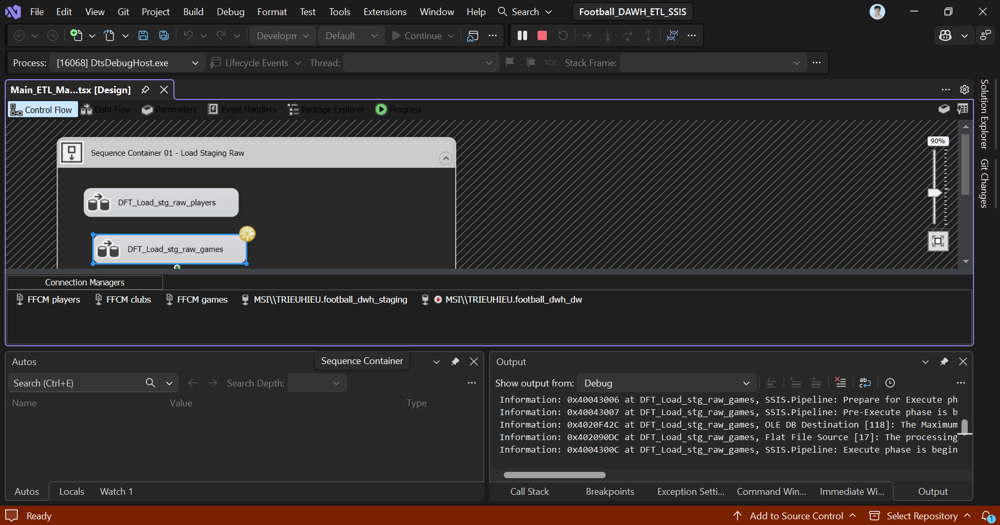 File Edit View Git Project Build Debug Format Test Tools Extensions Window Help Search Football_DAWH_ETL_SSIS
Developn Default Continue
Process: [16068] DtsDebugHost.exe Lifecycle Events Thread: Stack Frame:
Main_ETL_Ma...tsx [Design]
Control Flow Data Flow Parameters Event Handlers Package Explorer Progress
Solution Explorer
Git Changes
90%
Sequence Container 01 - Load Staging Raw
DFT_Load_stg_raw_players
DFT_Load_stg_raw_games
Connection Managers
FFCM players FFCM clubs FFCM games MSI\\TRIEUHIEU.football_dwh_staging MSI\\TRIEUHIEU.football_dwh_dw
Autos
Sequence Container
Search (Ctrl+E) Search Depth:
Name Value Type
Autos Locals Watch 1
Output
Show output from: Debug
Information: 0x40043006 at DFT_Load_stg_raw_games, SSIS.Pipeline: Prepare for Execute ph
Information: 0x40043007 at DFT_Load_stg_raw_games, SSIS.Pipeline: Pre-Execute phase is b
Information: 0x4020F42C at DFT_Load_stg_raw_games, OLE DB Destination [118]: The Maximum
Information: 0x402090DC at DFT_Load_stg_raw_games, Flat File Source [17]: The processing
Information: 0x4004300C at DFT_Load_stg_raw_games, SSIS.Pipeline: Execute phase is begin
Call Stack Breakpoints Exception Setti... Command Win... Immediate Wi... Output
Ready Add to Source Control Select Repository 1